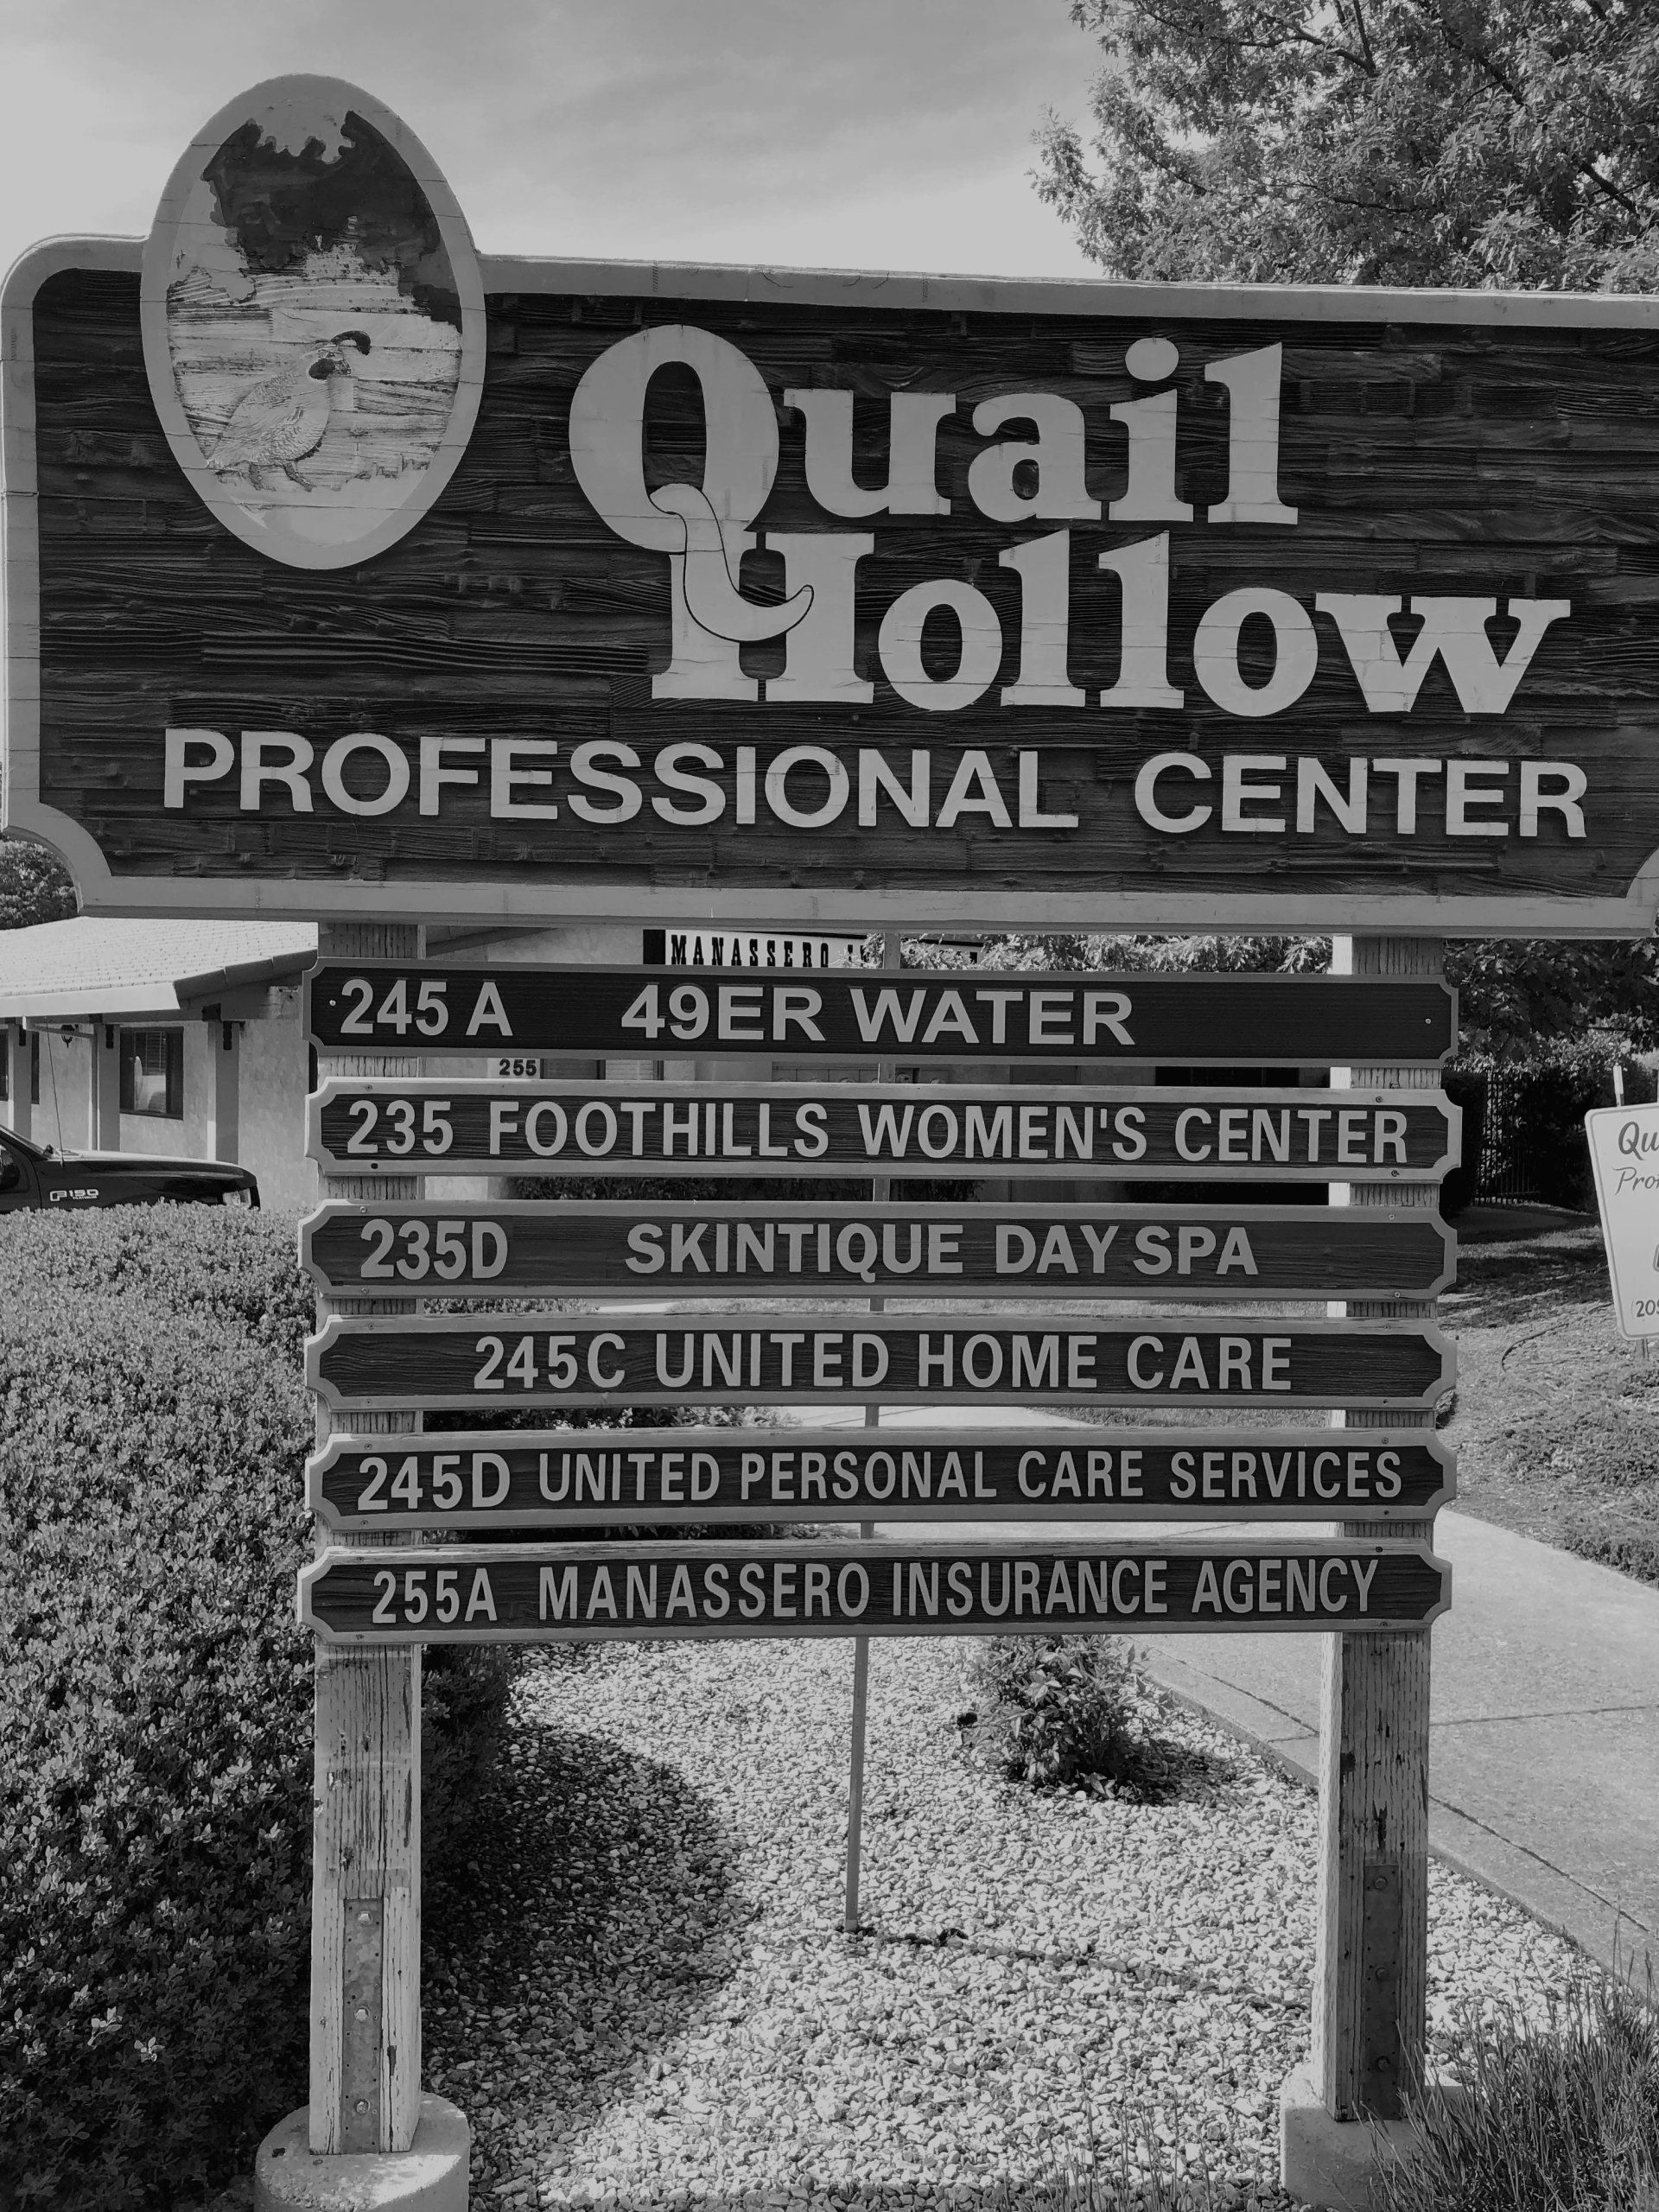 Quail
Hollow
PROFESSIONAL CENTER
MANASSERO
245 A 49ER WATER
255
235 FOOTHILLS WOMEN'S CENTER
F150
235D SKINTIQUE DAY SPA
245C UNITED HOME CARE
245D UNITED PERSONAL CARE SERVICES
255A MANASSERO INSURANCE AGENCY